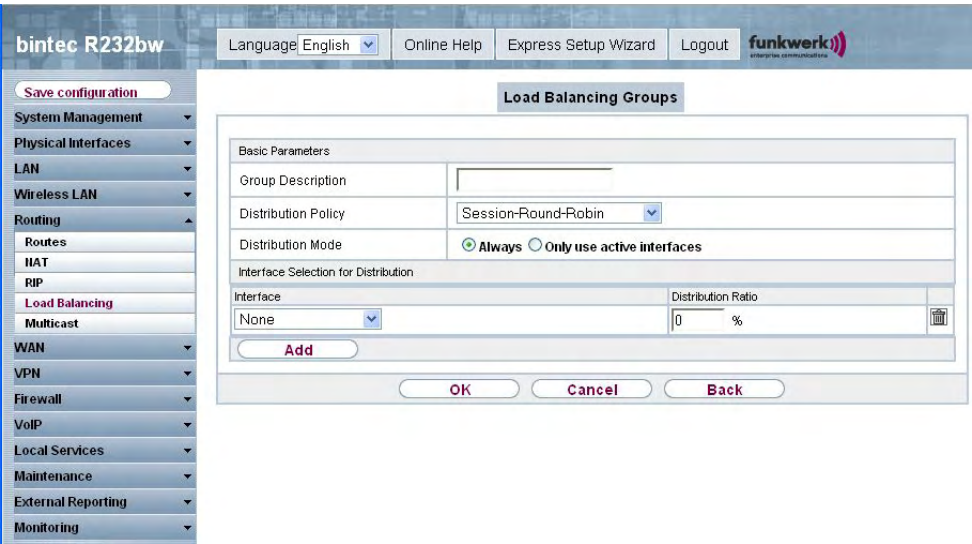 bintec R232bw
Language English
Online Help
Express Setup Wizard
Logout
funkwerk
enterprise communications
Save configuration
System Management
Physical Interfaces
LAN
Wireless LAN
Routing
Routes
NAT
RIP
Load Balancing
Multicast
WAN
VPN
Firewall
VoIP
Local Services
Maintenance
External Reporting
Monitoring
Load Balancing Groups
Basic Parameters
Group Description
Distribution Policy Session-Round-Robin
Distribution Mode Always Only use active interfaces
Interface Selection for Distribution
Interface Distribution Ratio
None 0 %
Add
OK Cancel Back